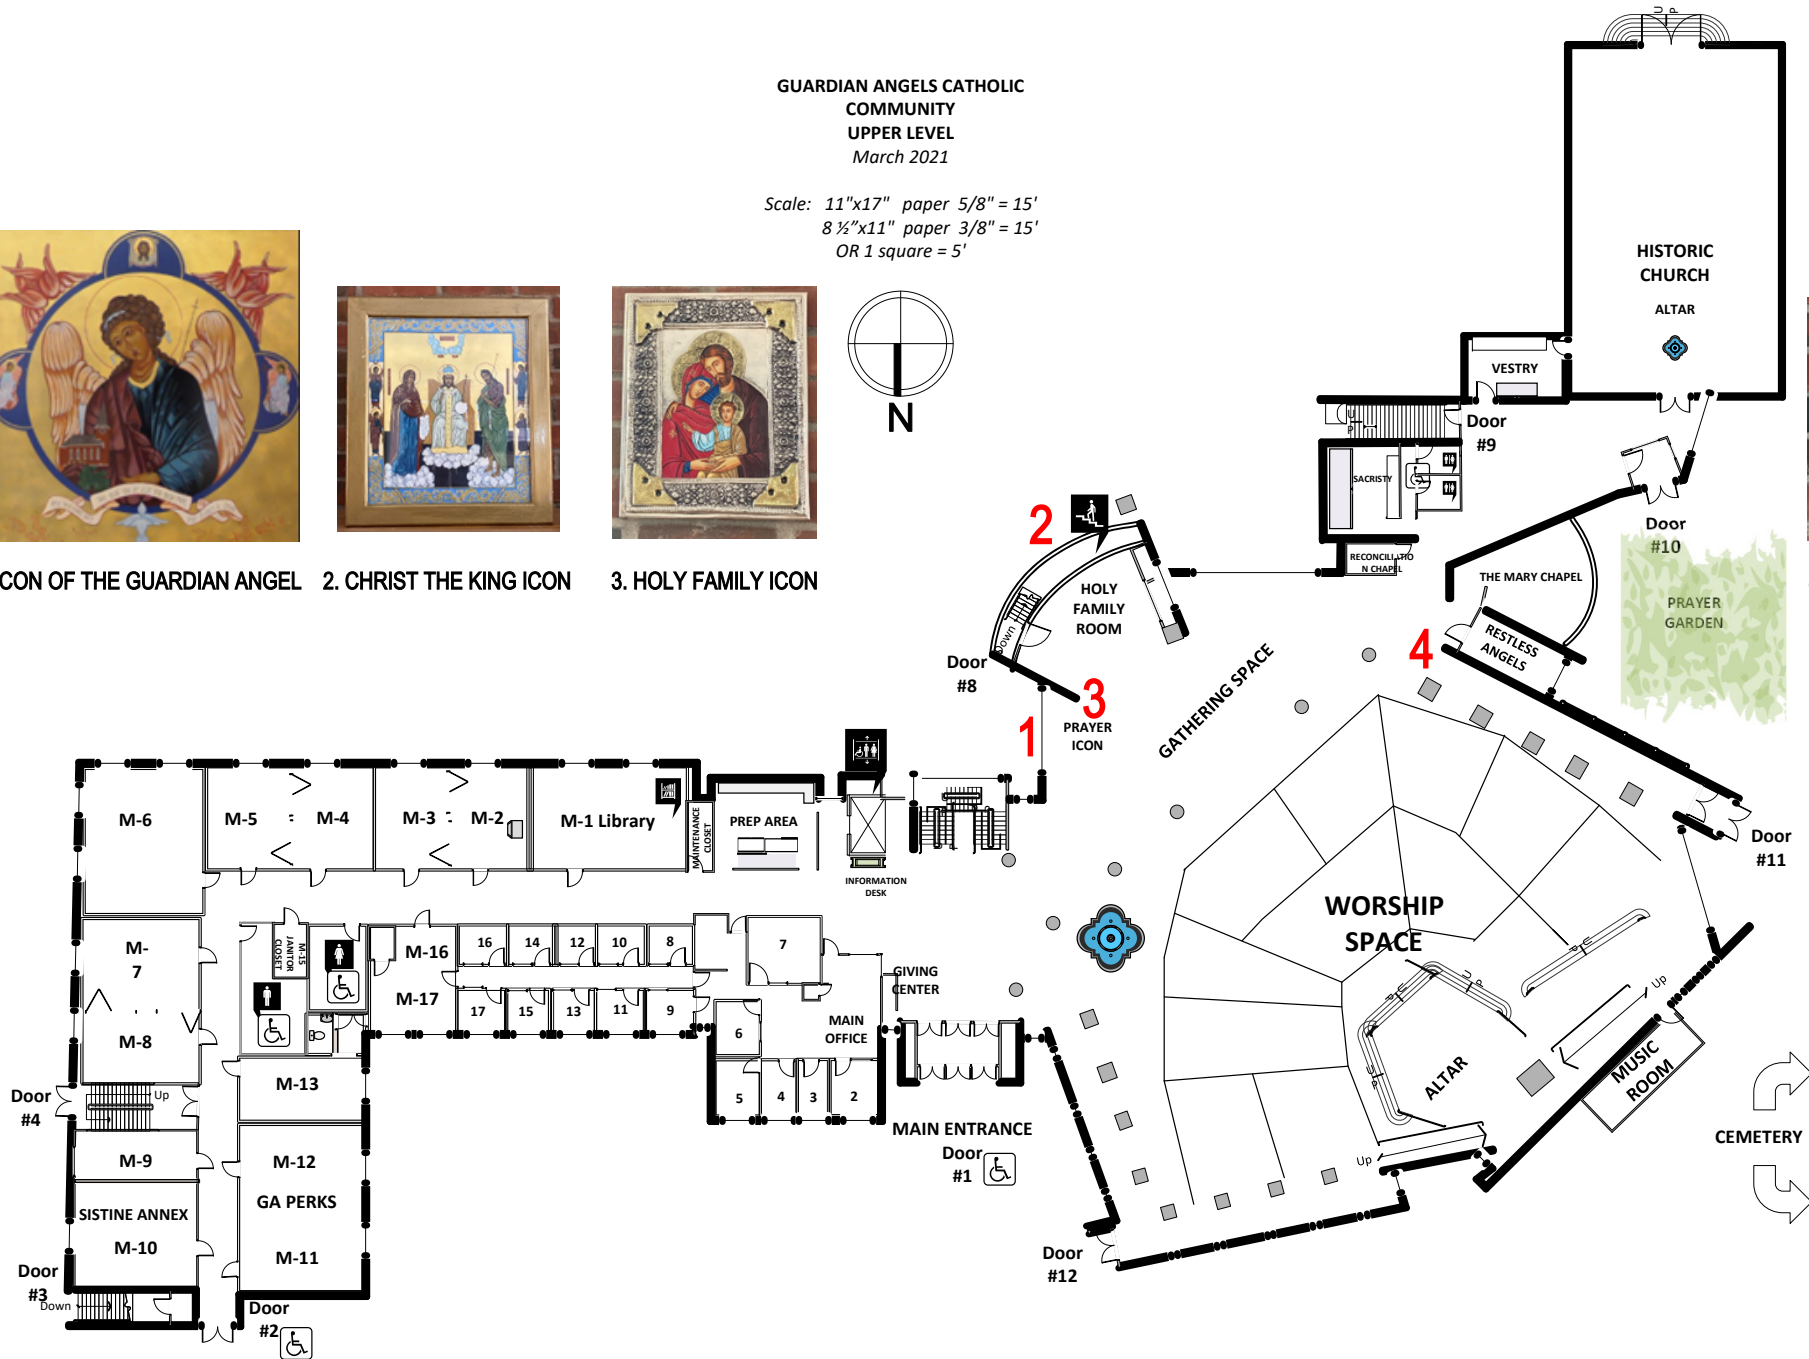 GUARDIAN ANGELS CATHOLIC
COMMUNITY
UPPER LEVEL
March 2021
Scale: 11"x17" paper 5/8" = 15'
8 ½"x11" paper 3/8" = 15'
OR 1 square = 5'
N
CON OF THE GUARDIAN ANGEL
2. CHRIST THE KING ICON
3. HOLY FAMILY ICON
UP
HISTORIC
CHURCH
ALTAR
VESTRY
UP
Door
#9
SACRISTY
RECONCILIATIO
N CHAPEL
Door
#10
THE MARY CHAPEL
PRAYER
GARDEN
RESTLESS
ANGELS
4
2
HOLY
FAMILY
ROOM
Down
Door
#8
3
PRAYER
ICON
1
GATHERING SPACE
Door
#11
WORSHIP
SPACE
Up
Up
Up
Up
Up
Up
ALTAR
MUSIC
ROOM
CEMETERY
Door
#12
M-6
M-5
M-4
M-3
M-2
M-1 Library
MAINTENANCE
CLOSET
PREP AREA
INFORMATION
DESK
M-
7
M-8
M-15
JANITOR
CLOSET
M-16
M-17
16
14
12
10
8
17
15
13
11
9
7
6
5
4
3
2
GIVING
CENTER
MAIN
OFFICE
MAIN ENTRANCE
Door
#1
M-13
Door
#4
Up
M-9
M-12
GA PERKS
M-11
SISTINE ANNEX
M-10
Door
#3
Down
Door
#2